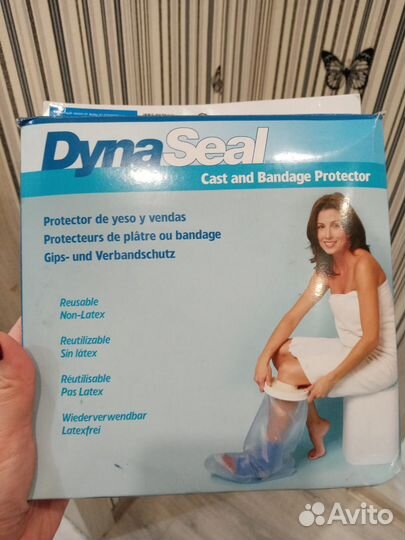 DynaSeal
Cast and Bandage Protector
Protector de yeso y vendas
Protecteurs de plâtre ou bandage
Gips- und Verbandschutz
Reusable
Non-Latex
Reutilizable
Sin látex
Réutilisable
Pas Latex
Wiederverwendbar
Latexfrei
Avito